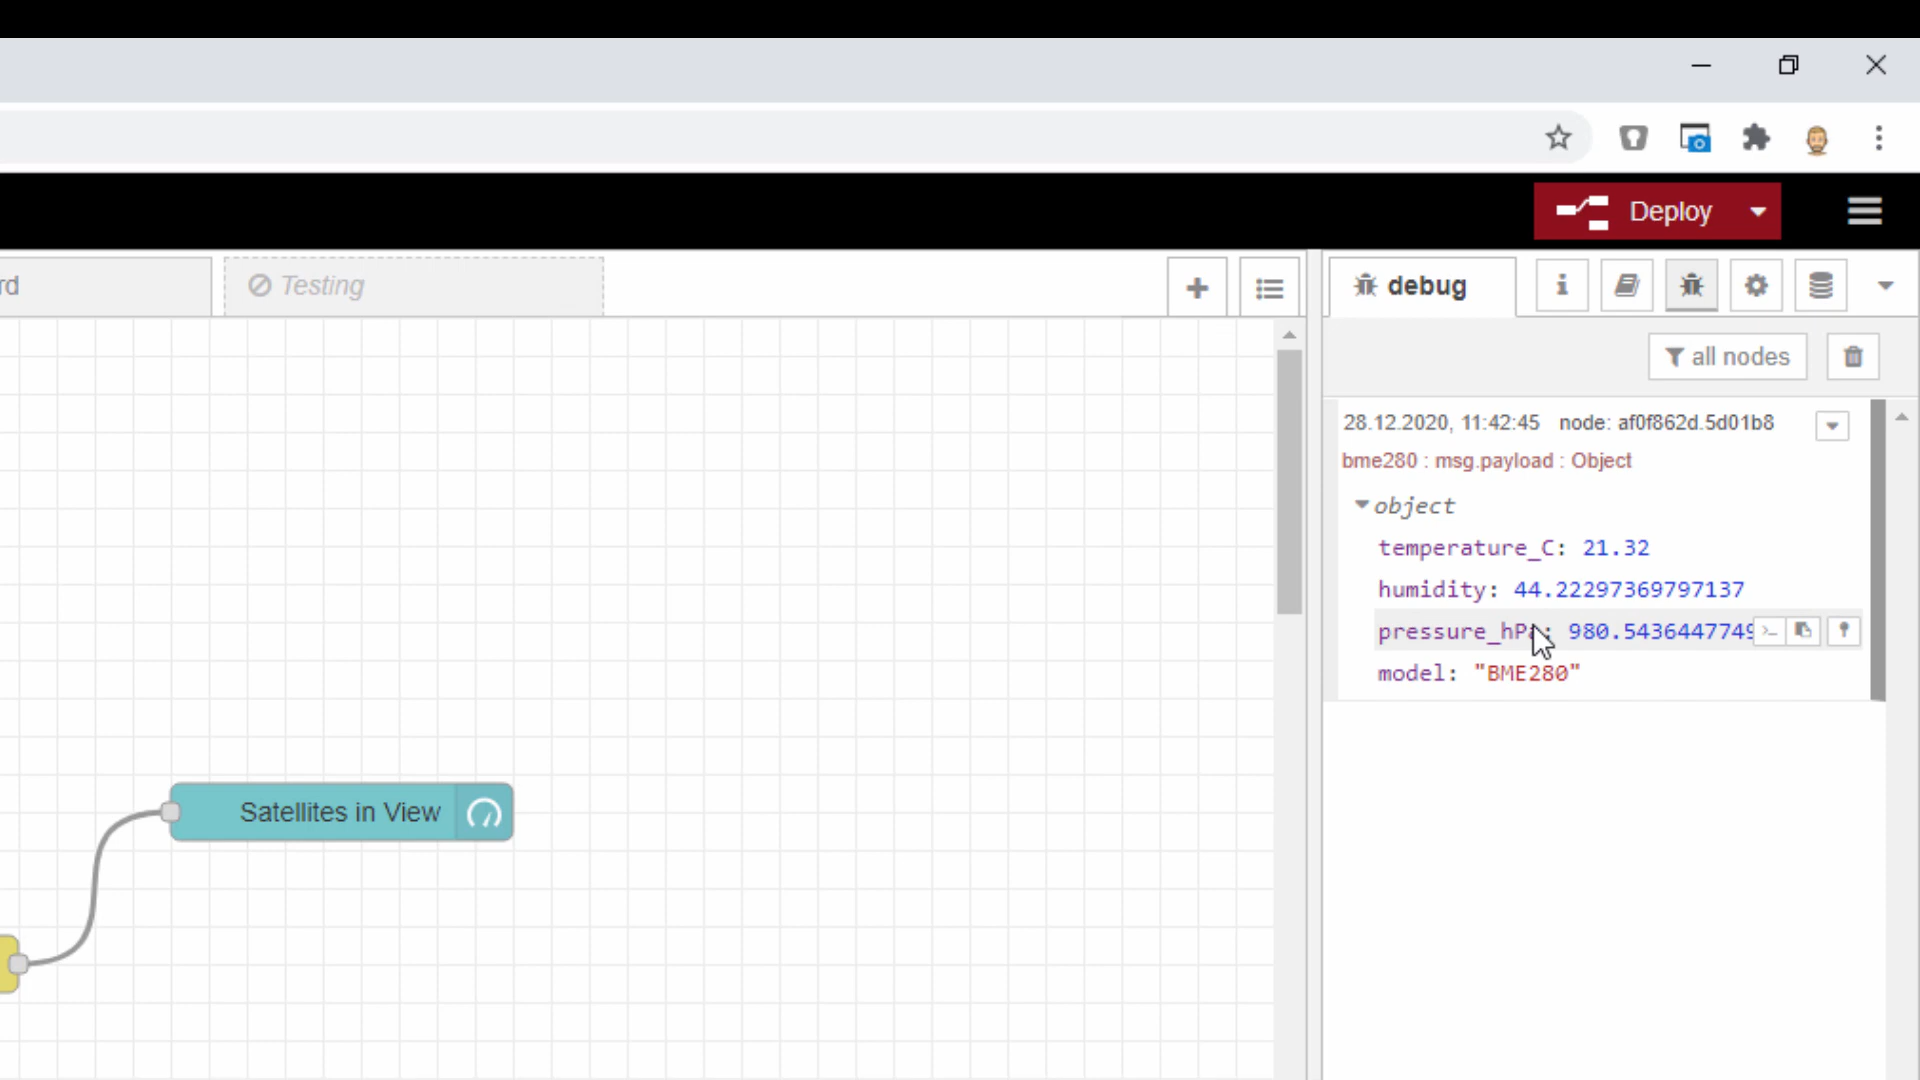 Deploy
rd
Testing
debug
all nodes
28.12.2020, 11:42:45 node: af0f862d.5d01b8
bme280 : msg.payload : Object
object
temperature_C: 21.32
humidity: 44.22297369797137
pressure_hPa: 980.5436447749
model: "BME280"
Satellites in View